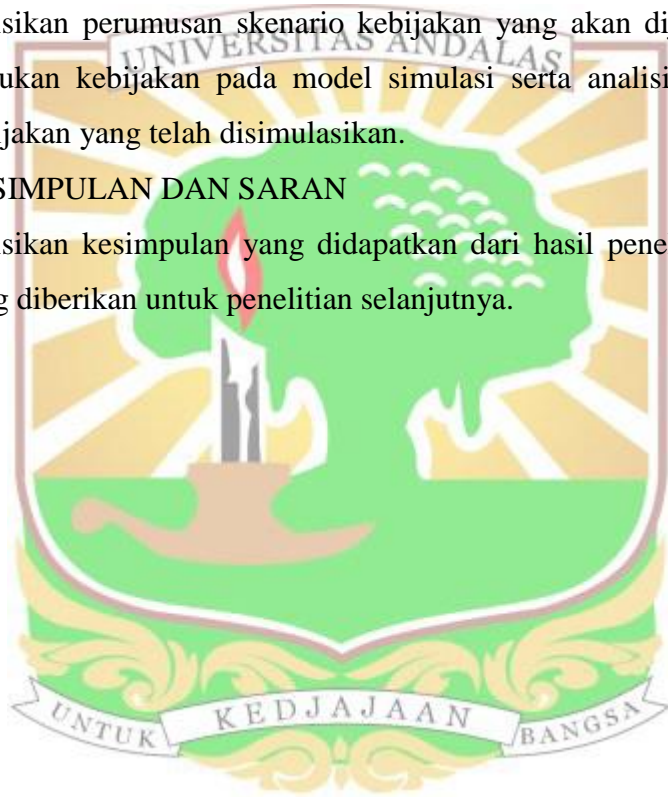 sikan perumusan skenario kebijakan yang akan dij
UNIVERSITAS ANDALAS
ukan kebijakan pada model simulasi serta analisi
jakan yang telah disimulasikan.
SIMPULAN DAN SARAN
sikan kesimpulan yang didapatkan dari hasil pene
g diberikan untuk penelitian selanjutnya.
UNTUK KEDJAJAAN BANGSA